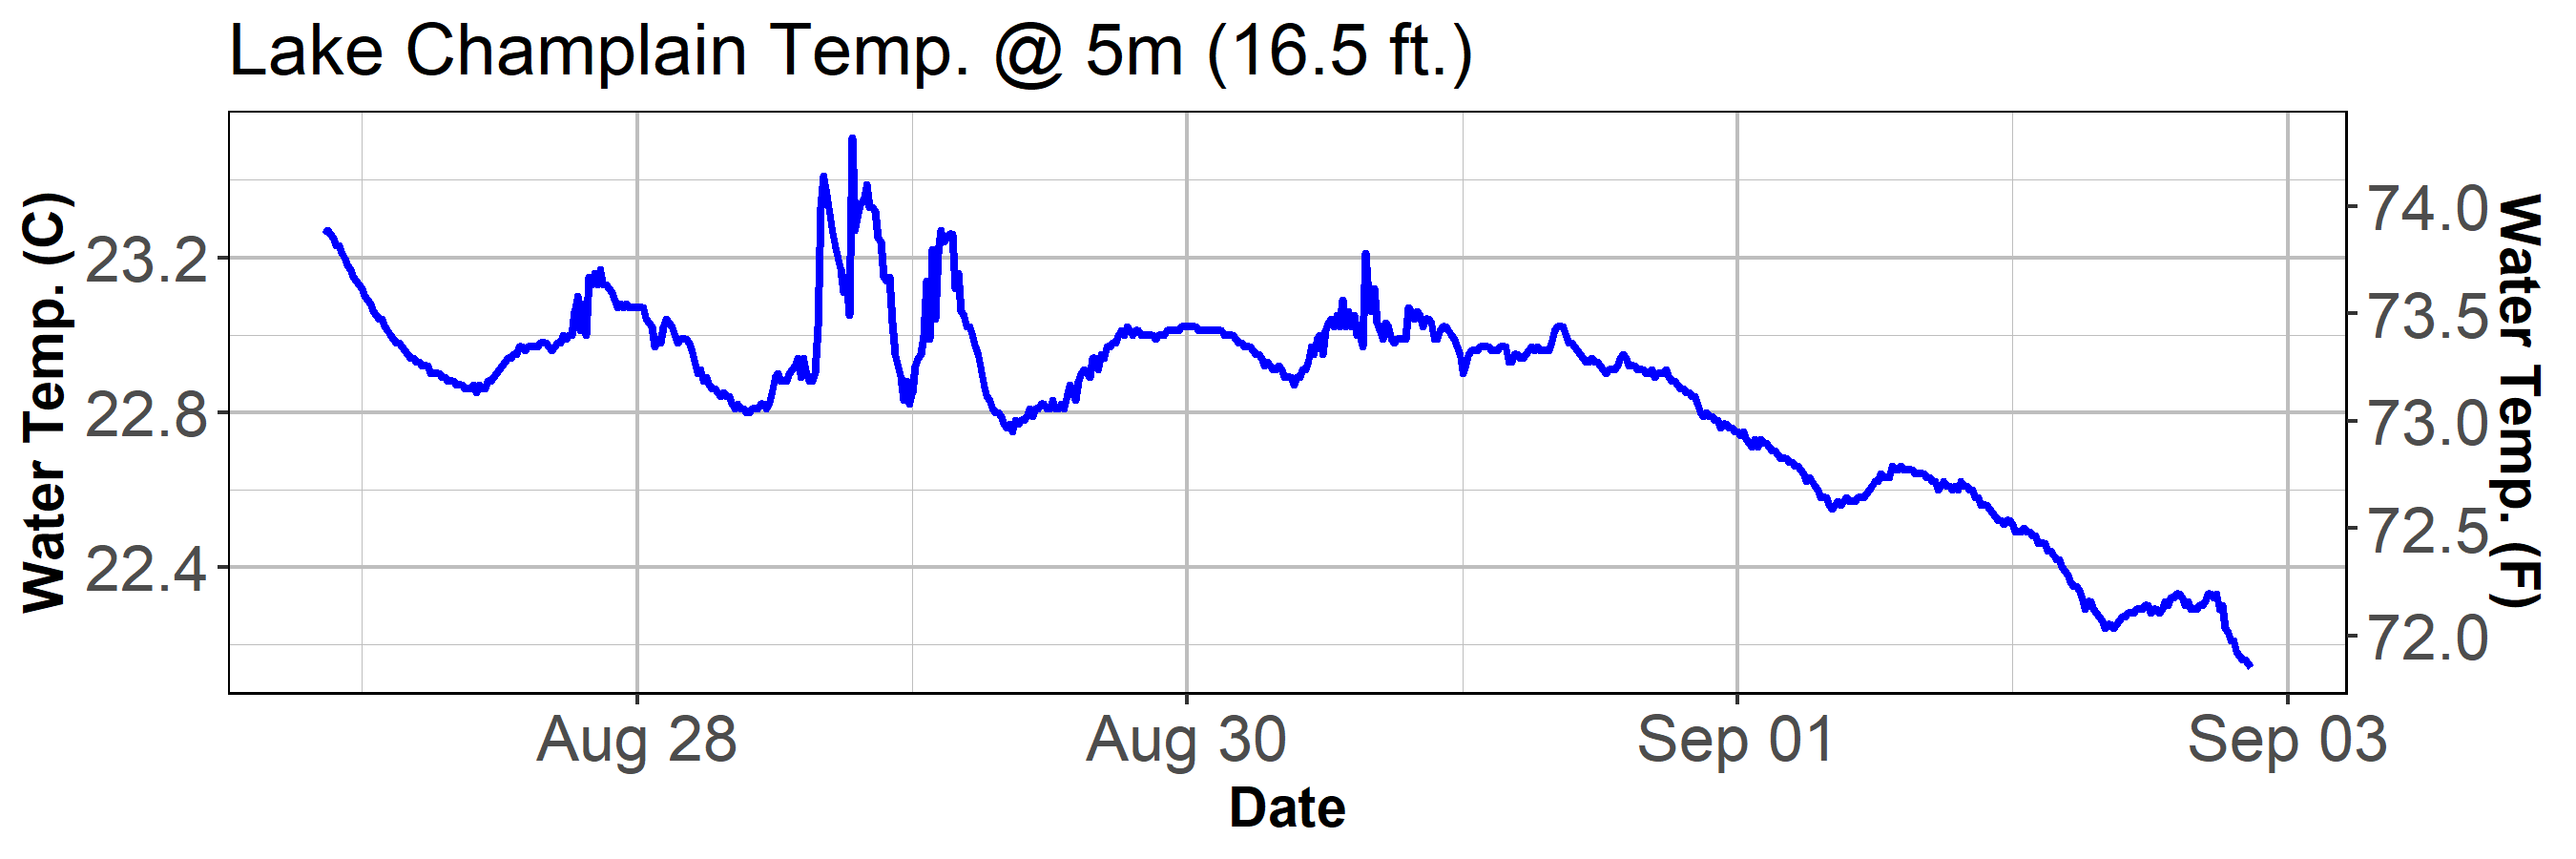 Lake Champlain Temp. @ 5m (16.5 ft.)
Water Temp. (C)
23.2
22.8
22.4
74.0
73.5
73.0
72.5
72.0
Water Temp. (F)
Aug 28 Aug 30 Sep 01 Sep 03
Date